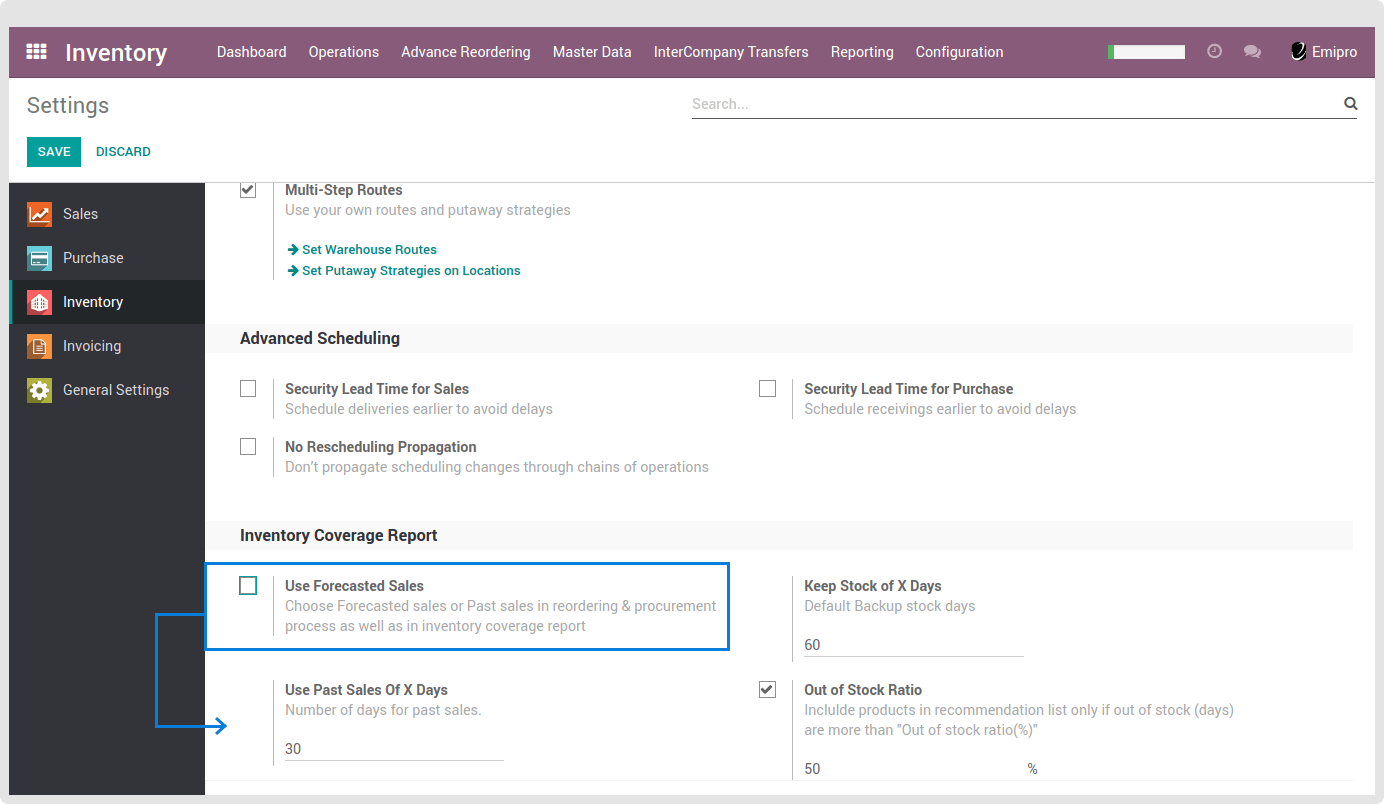 Inventory
Dashboard
Operations
Advance Reordering
Master Data
InterCompany Transfers
Reporting
Configuration
Emipro
Settings
Search...
SAVE
DISCARD
Sales
Purchase
Inventory
Invoicing
General Settings
Multi-Step Routes
Use your own routes and putaway strategies
Set Warehouse Routes
Set Putaway Strategies on Locations
Advanced Scheduling
Security Lead Time for Sales
Schedule deliveries earlier to avoid delays
Security Lead Time for Purchase
Schedule receivings earlier to avoid delays
No Rescheduling Propagation
Don't propagate scheduling changes through chains of operations
Inventory Coverage Report
Use Forecasted Sales
Choose Forecasted sales or Past sales in reordering & procurement
process as well as in inventory coverage report
Keep Stock of X Days
Default Backup stock days
60
Use Past Sales Of X Days
Number of days for past sales.
30
Out of Stock Ratio
Inclulde products in recommendation list only if out of stock (days)
are more than "Out of stock ratio(%)"
50 %